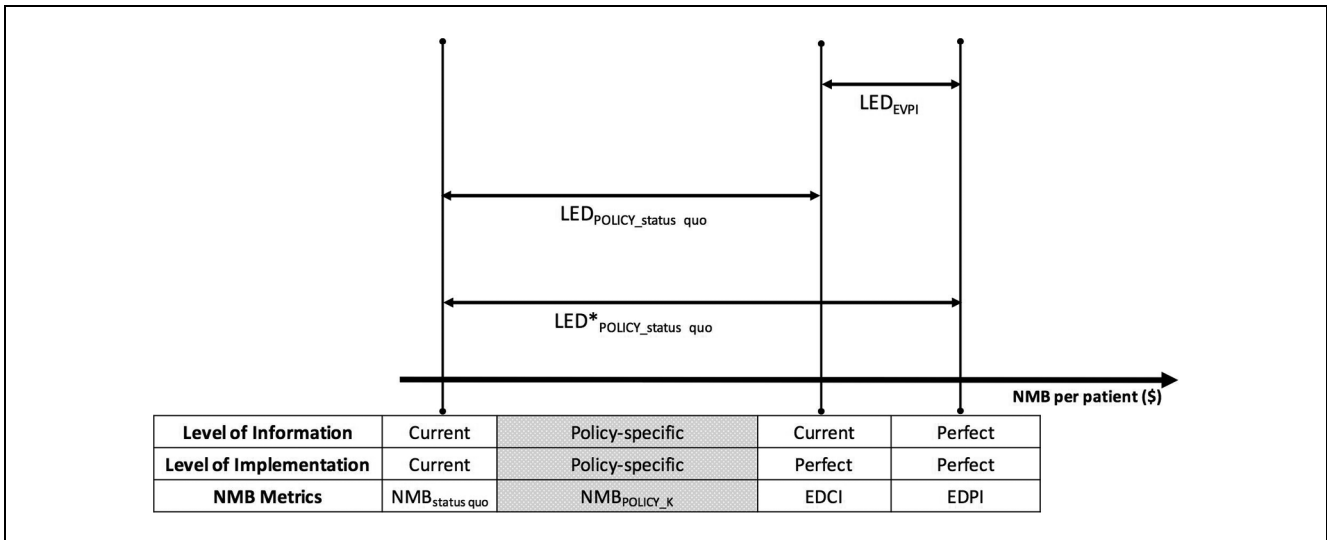 LED_EVPI
LED_POLICY_status quo
LED*_POLICY_status quo
NMB per patient ($)
Level of Information Current Policy-specific Current Perfect
Level of Implementation Current Policy-specific Perfect Perfect
NMB Metrics NMB_status quo NMB_POLICY_K EDCI EDPI